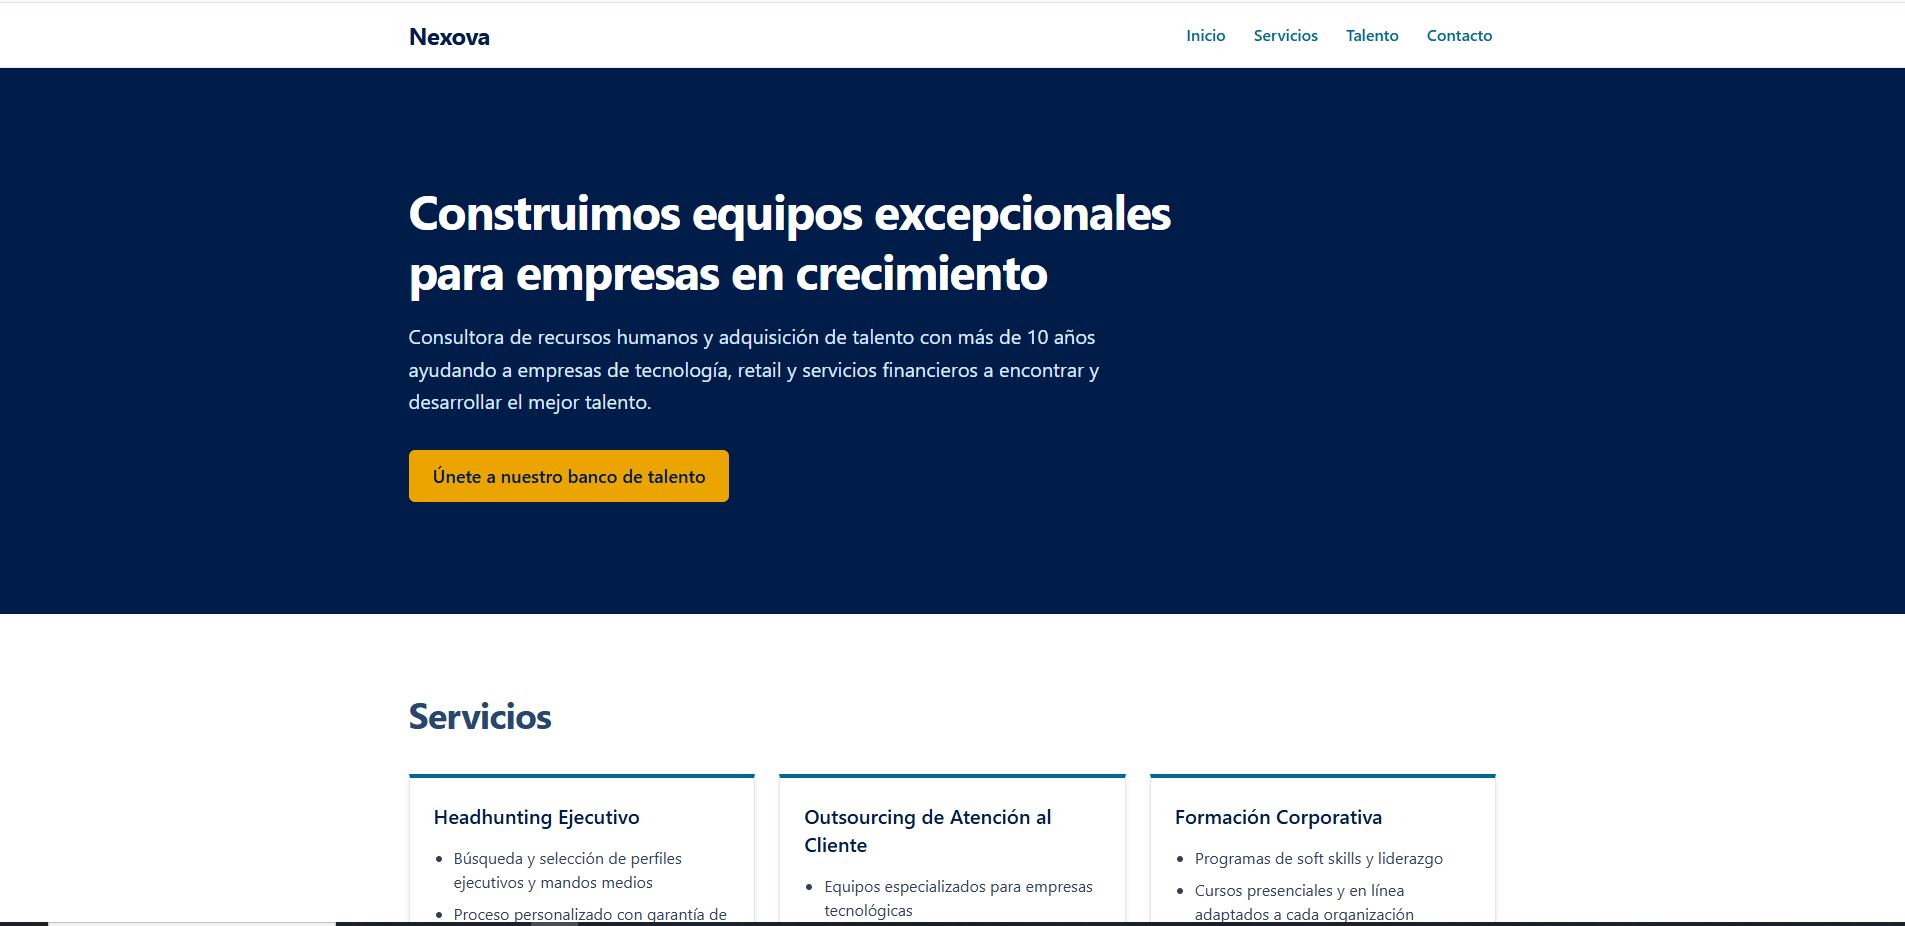 Nexova
Inicio Servicios Talento Contacto
Construimos equipos excepcionales
para empresas en crecimiento
Consultora de recursos humanos y adquisición de talento con más de 10 años
ayudando a empresas de tecnología, retail y servicios financieros a encontrar y
desarrollar el mejor talento.
Únete a nuestro banco de talento
Servicios
Headhunting Ejecutivo
Búsqueda y selección de perfiles
ejecutivos y mandos medios
Proceso personalizado con garantía de
Outsourcing de Atención al
Cliente
Equipos especializados para empresas
tecnológicas
Formación Corporativa
Programas de soft skills y liderazgo
Cursos presenciales y en línea
adaptados a cada organización